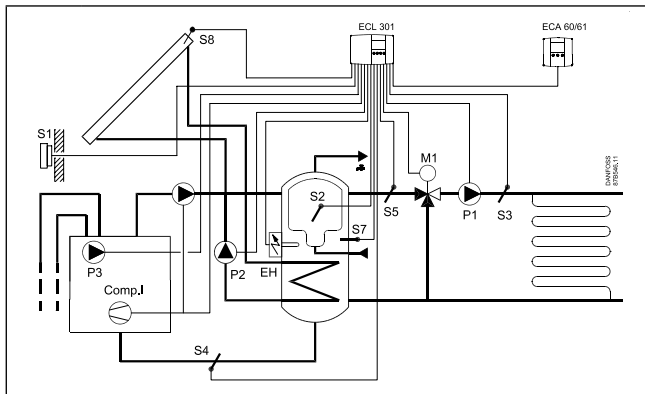 ECL 301
ECA 60/61
S8
S1
M1
S2
S5
P1
S3
S7
P3
P2
EH
Comp.I
S4
DANFOSS
87B546.11